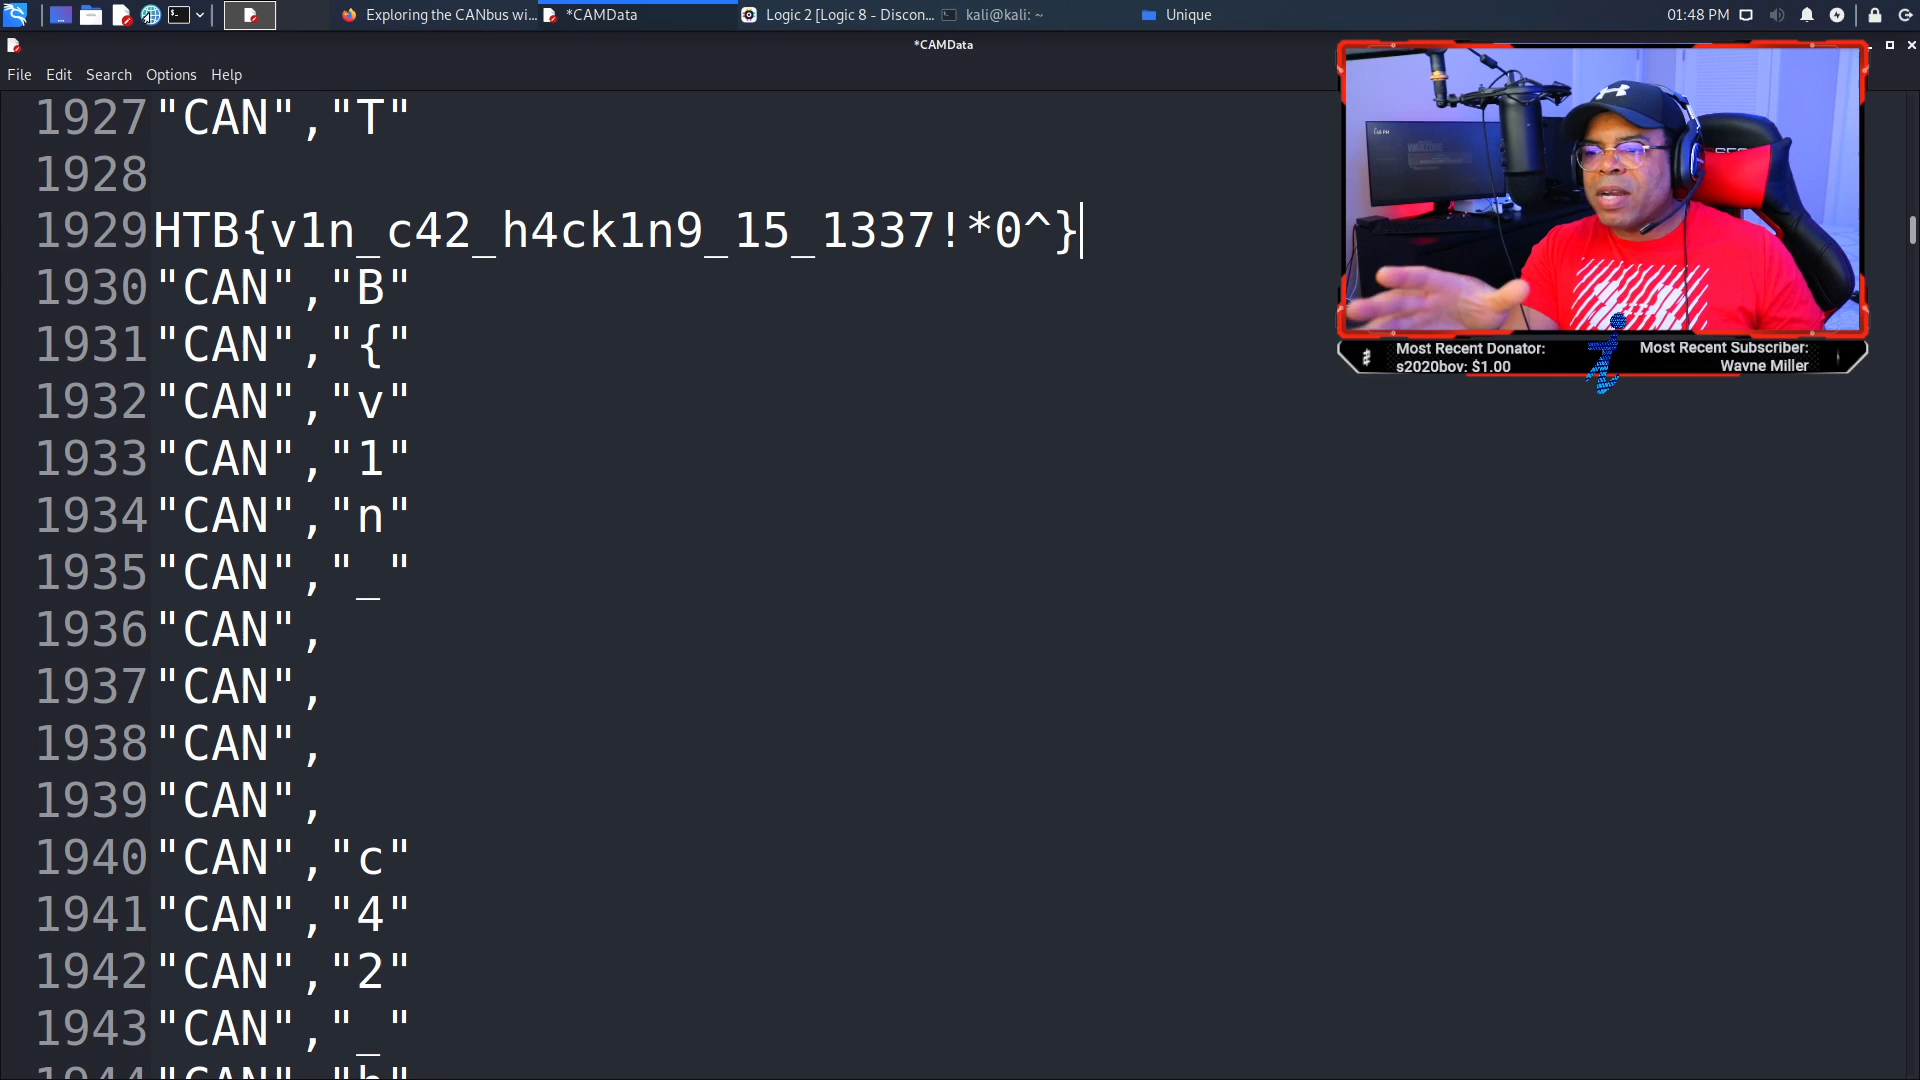 Exploring the CANbus wi... *CAMData Logic 2 [Logic 8 - Discon... kali@kali: ~ Unique 01:48 PM
*CAMData
File Edit Search Options Help
1927 "CAN","T"
1928
1929 HTB{v1n_c42_h4ck1n9_15_1337!*0^}
1930 "CAN","B"
1931 "CAN","{"
1932 "CAN","v"
1933 "CAN","1"
1934 "CAN","n"
1935 "CAN","_"
1936 "CAN",
1937 "CAN",
1938 "CAN",
1939 "CAN",
1940 "CAN","c"
1941 "CAN","4"
1942 "CAN","2"
1943 "CAN","_"
1944 "CAN","h"
Most Recent Donator:
s2020bov: $1.00
Most Recent Subscriber:
Wayne Miller